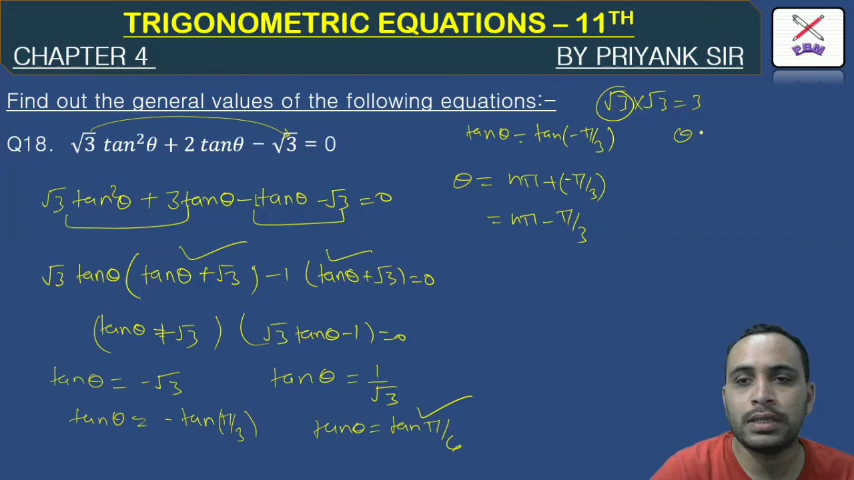 TRIGONOMETRIC EQUATIONS – 11TH
CHAPTER 4
BY PRIYANK SIR
PBM
Find out the general values of the following equations:-
Q18. √3 tan²θ + 2 tanθ − √3 = 0
√3 × √3 = 3
tanθ = tan(-π/3)
θ
θ = nπ + (-π/3)
= nπ - π/3
√3 tan²θ + 3tanθ - 1tanθ - √3 = 0
√3 tanθ (tanθ + √3) - 1 (tanθ + √3) = 0
(tanθ + √3) (√3 tanθ - 1) = 0
tanθ = -√3
tanθ = 1/√3
tanθ = - tan(π/3)
tanθ = tan π/6